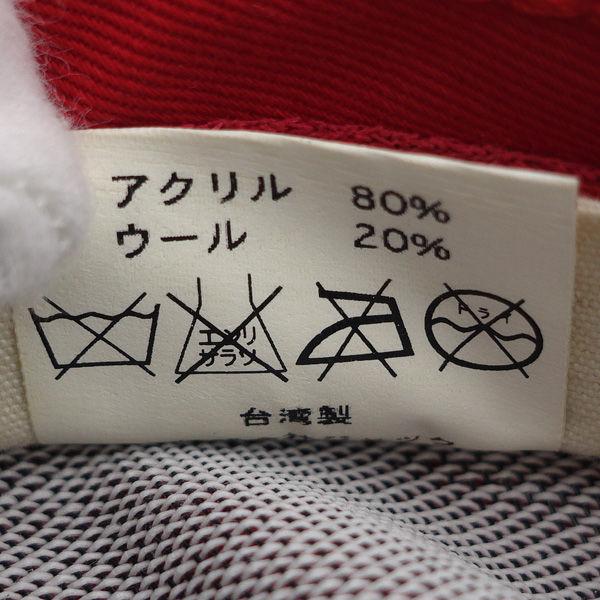 アクリル 80%
ウール 20%
エンソ
サラソ
ドライ
台湾製